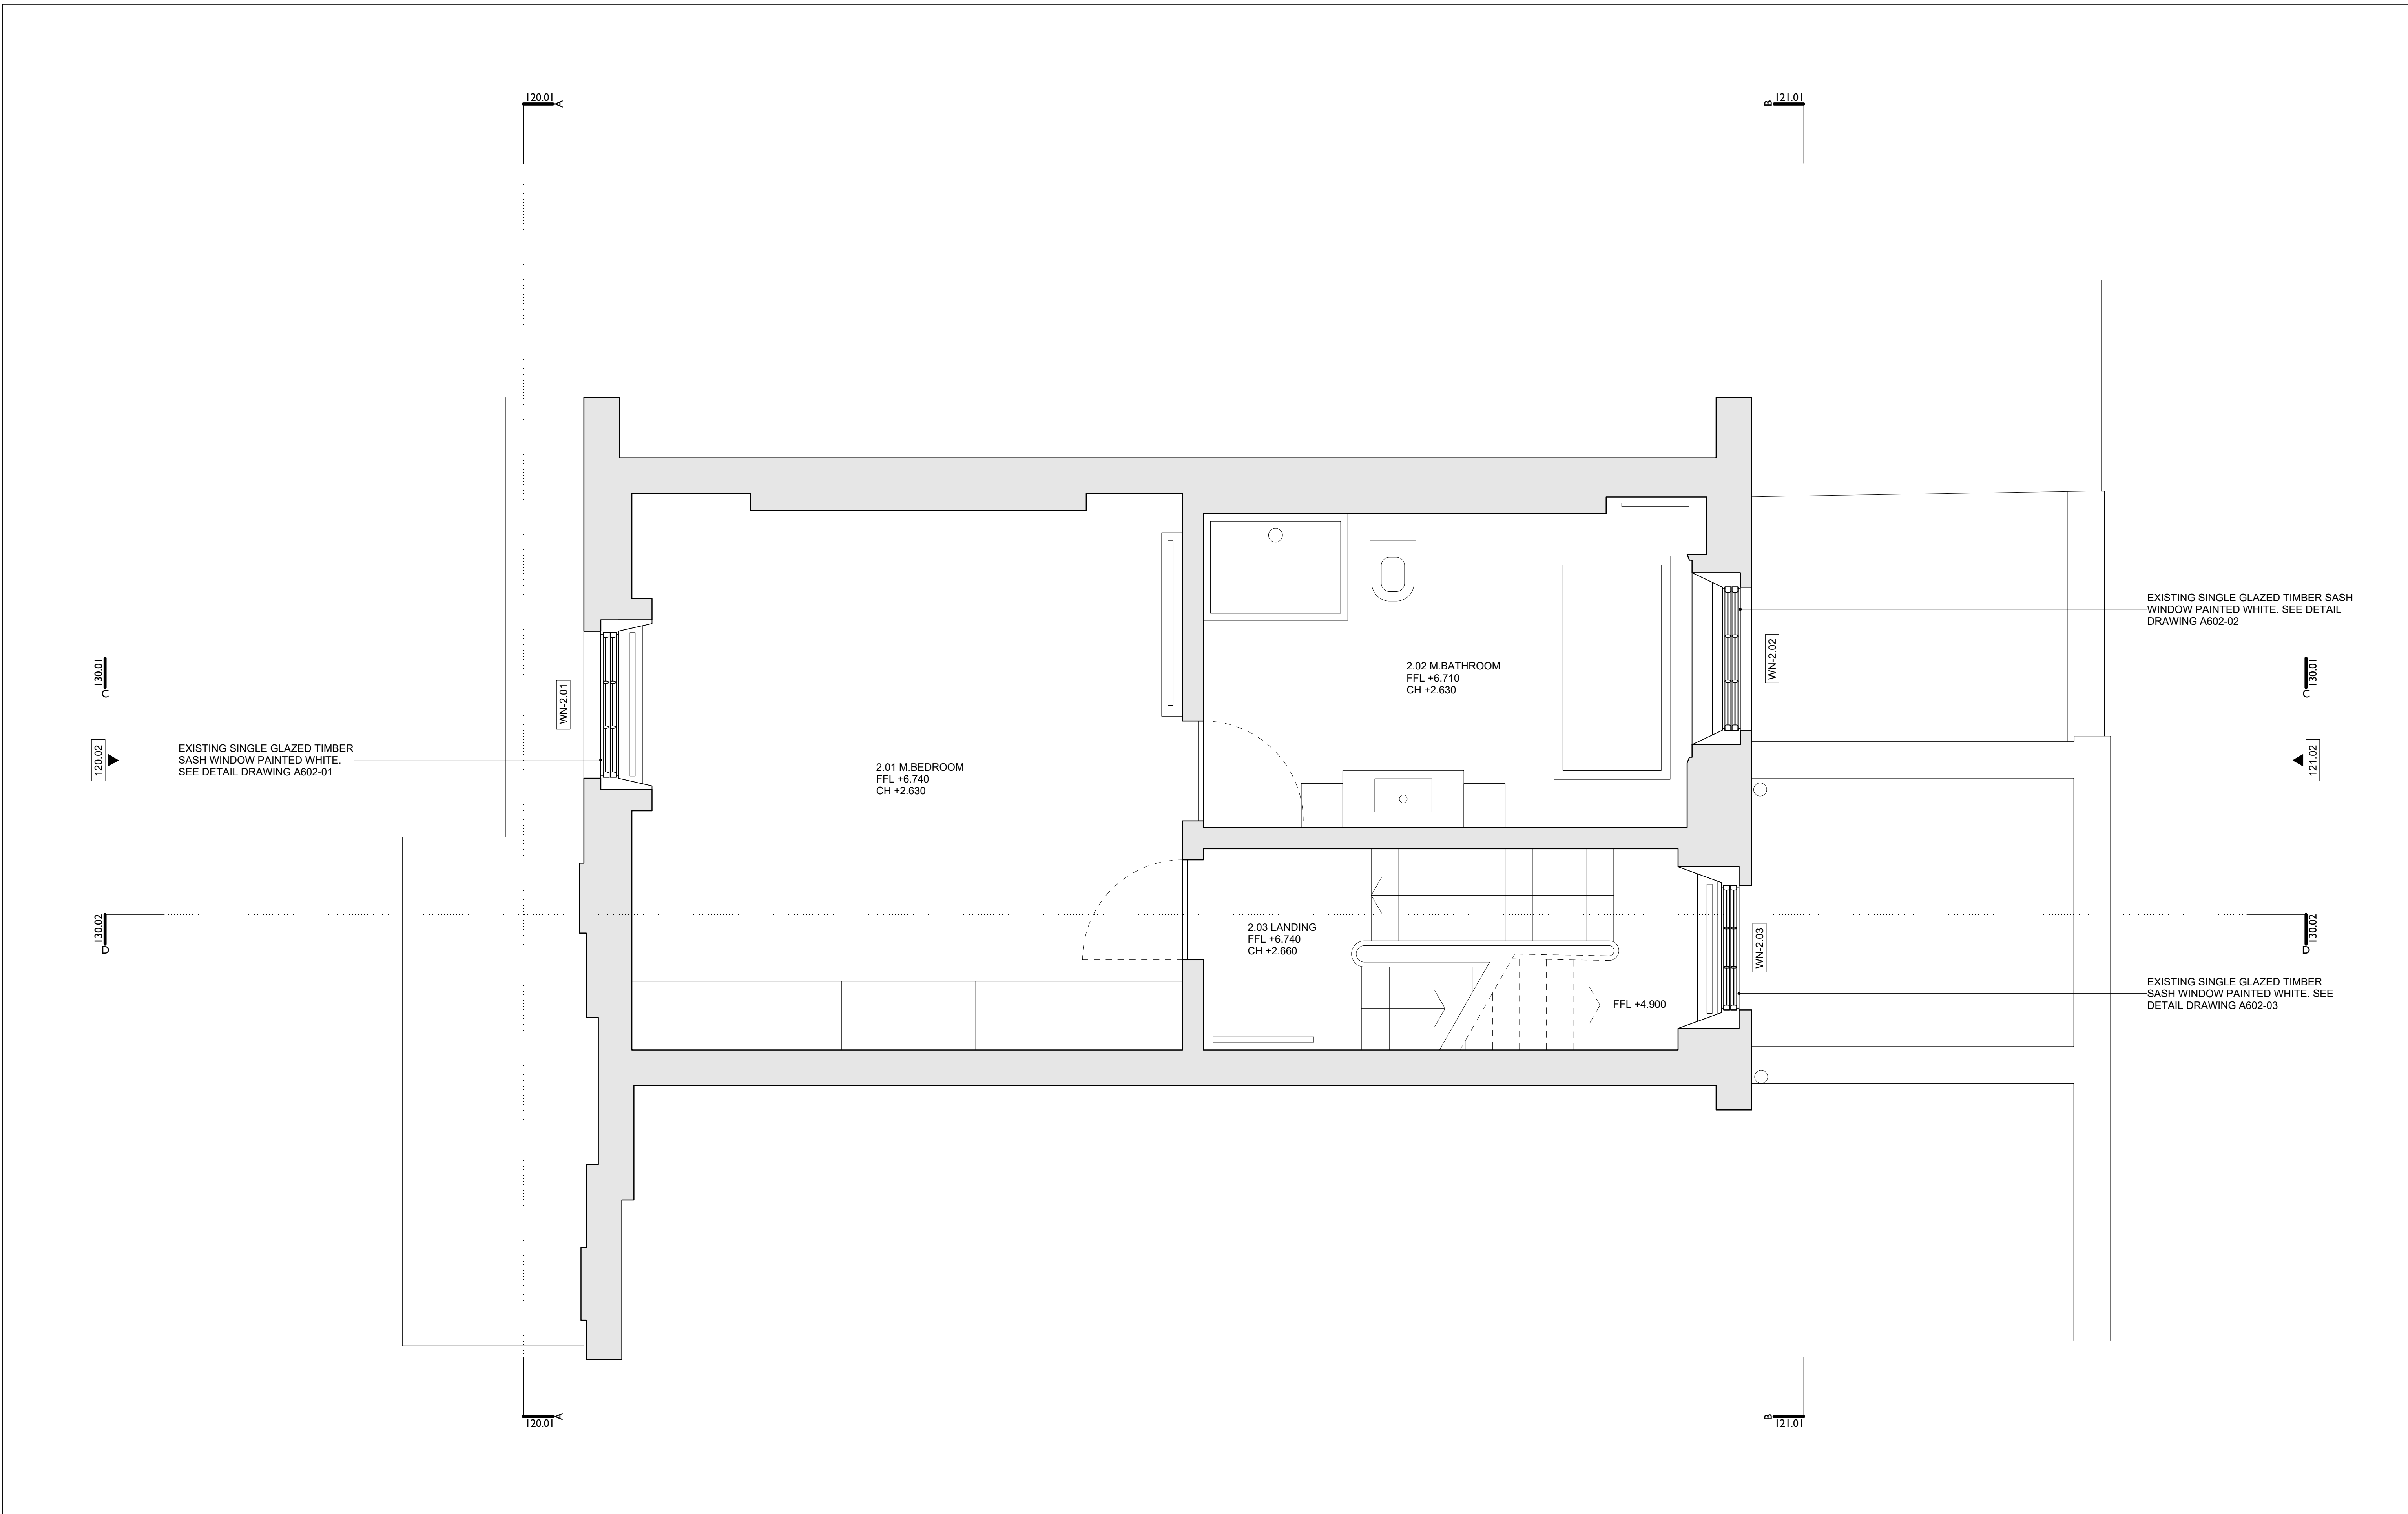 120.01
A
121.01
B
EXISTING SINGLE GLAZED TIMBER SASH
WINDOW PAINTED WHITE. SEE DETAIL
DRAWING A602-02
130.01
C
WN-2.01
2.02 M.BATHROOM
FFL +6.710
CH +2.630
WN-2.02
130.01
C
120.02
EXISTING SINGLE GLAZED TIMBER
SASH WINDOW PAINTED WHITE.
SEE DETAIL DRAWING A602-01
2.01 M.BEDROOM
FFL +6.740
CH +2.630
121.02
130.02
D
2.03 LANDING
FFL +6.740
CH +2.660
WN-2.03
130.02
D
FFL +4.900
EXISTING SINGLE GLAZED TIMBER
SASH WINDOW PAINTED WHITE. SEE
DETAIL DRAWING A602-03
120.01
A
121.01
B